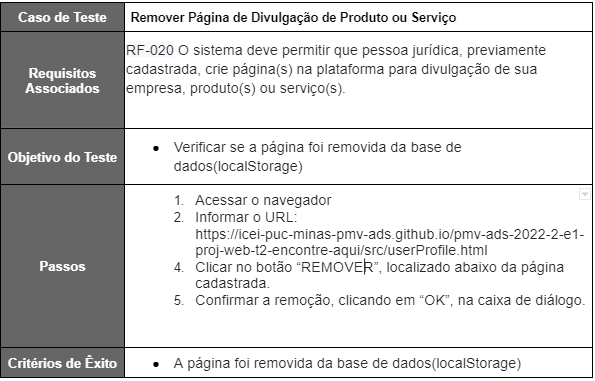 Caso de Teste
Remover Página de Divulgação de Produto ou Serviço
Requisitos
Associados
RF-020 O sistema deve permitir que pessoa jurídica, previamente
cadastrada, crie página(s) na plataforma para divulgação de sua
empresa, produto(s) ou serviço(s).
Objetivo do Teste
• Verificar se a página foi removida da base de
dados(localStorage)
Passos
1. Acessar o navegador
2. Informar o URL:
https://icei-puc-minas-pmv-ads.github.io/pmv-ads-2022-2-e1-
proj-web-t2-encontre-aqui/src/userProfile.html
4. Clicar no botão “REMOVER”, localizado abaixo da página
cadastrada.
5. Confirmar a remoção, clicando em “OK”, na caixa de diálogo.
Critérios de Êxito
• A página foi removida da base de dados(localStorage)